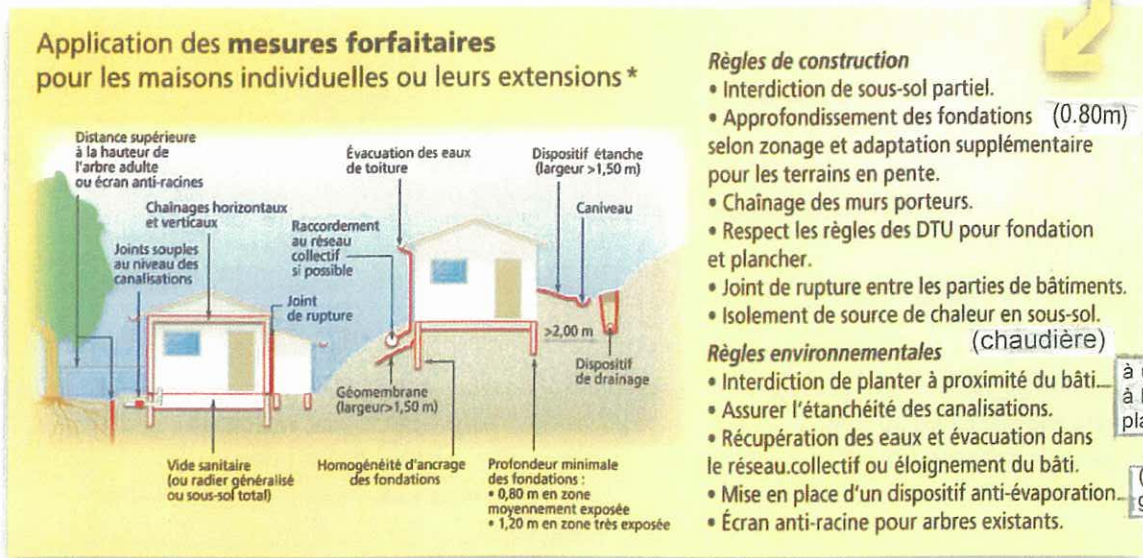 Application des mesures forfaitaires
pour les maisons individuelles ou leurs extensions *
Distance supérieure
à la hauteur de
l'arbre adulte
ou écran anti-racines
Chaînages horizontaux
et verticaux
Joints souples
au niveau des
canalisations
Raccordement
au réseau
collectif
si possible
Joint
de rupture
Évacuation des eaux
de toiture
Dispositif étanche
(largeur >1,50 m)
Caniveau
>2,00 m
Dispositif
de drainage
Géomembrane
(largeur>1,50 m)
Vide sanitaire
(ou radier généralisé
ou sous-sol total)
Homogénéité d'ancrage
des fondations
Profondeur minimale
des fondations :
• 0,80 m en zone
moyennement exposée
• 1,20 m en zone très exposée
Règles de construction
• Interdiction de sous-sol partiel.
• Approfondissement des fondations (0.80m)
selon zonage et adaptation supplémentaire
pour les terrains en pente.
• Chaînage des murs porteurs.
• Respect les règles des DTU pour fondation
et plancher.
• Joint de rupture entre les parties de bâtiments.
• Isolement de source de chaleur en sous-sol.
(chaudière)
Règles environnementales
• Interdiction de planter à proximité du bâti.
à
à
• Assurer l'étanchéité des canalisations.
• Récupération des eaux et évacuation dans
le réseau.collectif ou éloignement du bâti.
• Mise en place d'un dispositif anti-évaporation.
• Écran anti-racine pour arbres existants.